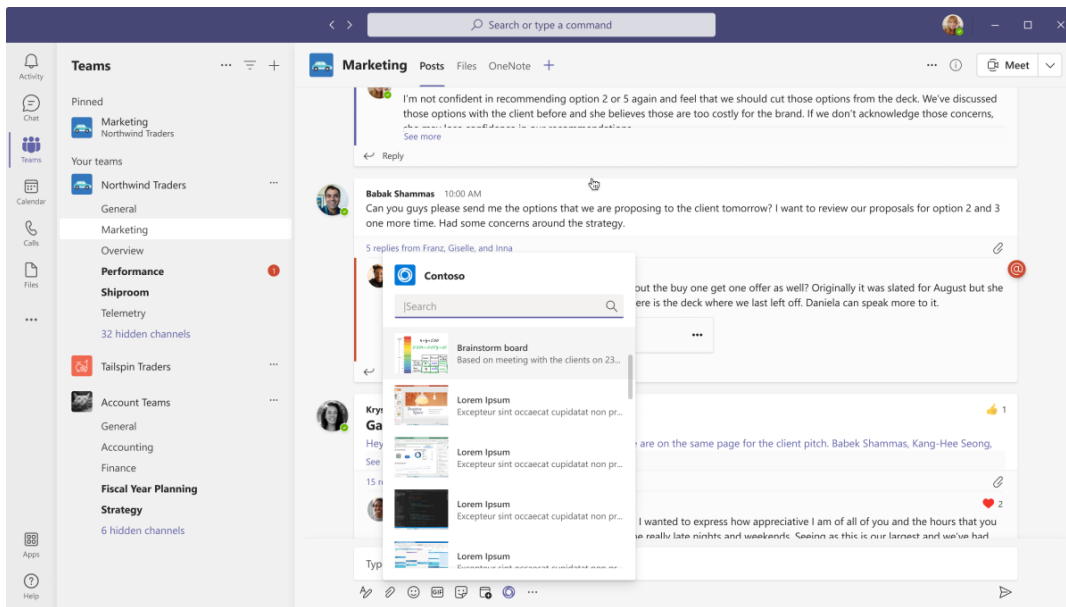 Search or type a command
Activity
Chat
Teams
Calendar
Calls
Files
Apps
Help
Teams
Pinned
Marketing
Northwind Traders
Your teams
Northwind Traders
General
Marketing
Overview
Performance
1
Shiproom
Telemetry
32 hidden channels
Tailspin Traders
Account Teams
General
Accounting
Finance
Fiscal Year Planning
Strategy
6 hidden channels
Marketing Posts Files OneNote
Meet
I'm not confident in recommending option 2 or 5 again and feel that we should cut those options from the deck. We've discussed
those options with the client before and she believes those are too costly for the brand. If we don't acknowledge those concerns,
See more
Reply
Babak Shammas 10:00 AM
Can you guys please send me the options that we are proposing to the client tomorrow? I want to review our proposals for option 2 and 3
one more time. Had some concerns around the strategy.
5 replies from Franz, Giselle, and Inna
@
out the buy one get one offer as well? Originally it was slated for August but she
ere is the deck where we last left off. Daniela can speak more to it.
Contoso
Search
Brainstorm board
Based on meeting with the clients on 23...
Lorem Ipsum
Excepteur sint occaecat cupidatat non pr...
Lorem Ipsum
Excepteur sint occaecat cupidatat non pr...
Lorem Ipsum
Excepteur sint occaecat cupidatat non pr...
Lorem Ipsum
Krys
1
Ga
Hey
are on the same page for the client pitch. Babek Shammas, Kang-Hee Seong,
See
15 r
2
I wanted to express how appreciative I am of all of you and the hours that you
e really late nights and weekends. Seeing as this is our largest and we've had
Typ
GIF